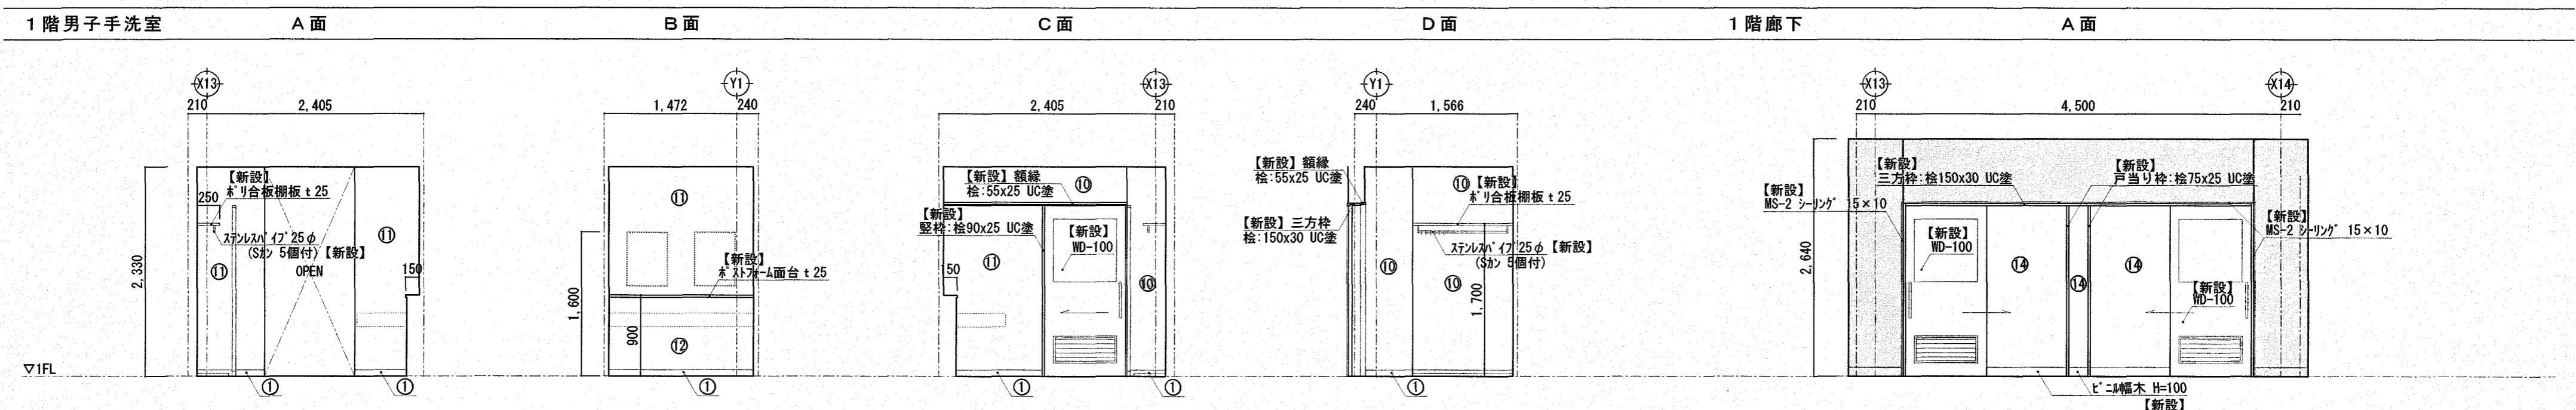 1階男子手洗室
A面
B面
C面
D面
1階廊下
A面
X13
210
2,405
【新設】
ポリ合板棚板 t 25
250
ステンレスパイプ 25φ
(Sカン 5個付)【新設】
OPEN
⑪
⑪
150
2,330
▽1FL
①
①
Y1
1,472
240
⑪
【新設】
ポストフォーム面台 t 25
1,600
900
⑫
①
X13
2,405
210
【新設】額縁
桧:55x25 UC塗
⑩
【新設】
竪枠:桧90x25 UC塗
【新設】
WD-100
150
⑪
⑩
①
①
Y1
240
1,566
【新設】額縁
桧:55x25 UC塗
⑩
【新設】
ポリ合板棚板 t 25
【新設】三方枠
桧:150x30 UC塗
ステンレスパイプ 25φ【新設】
(Sカン 5個付)
⑩
⑩
1,700
①
X13
X14
210
4,500
210
【新設】
三方枠:桧150x30 UC塗
【新設】
戸当り枠:桧75x25 UC塗
【新設】
MS-2 シーリング 15×10
【新設】
MS-2 シーリング 15×10
【新設】
WD-100
⑭
⑭
⑭
【新設】
WD-100
2,640
ビニル幅木 H=100
【新設】